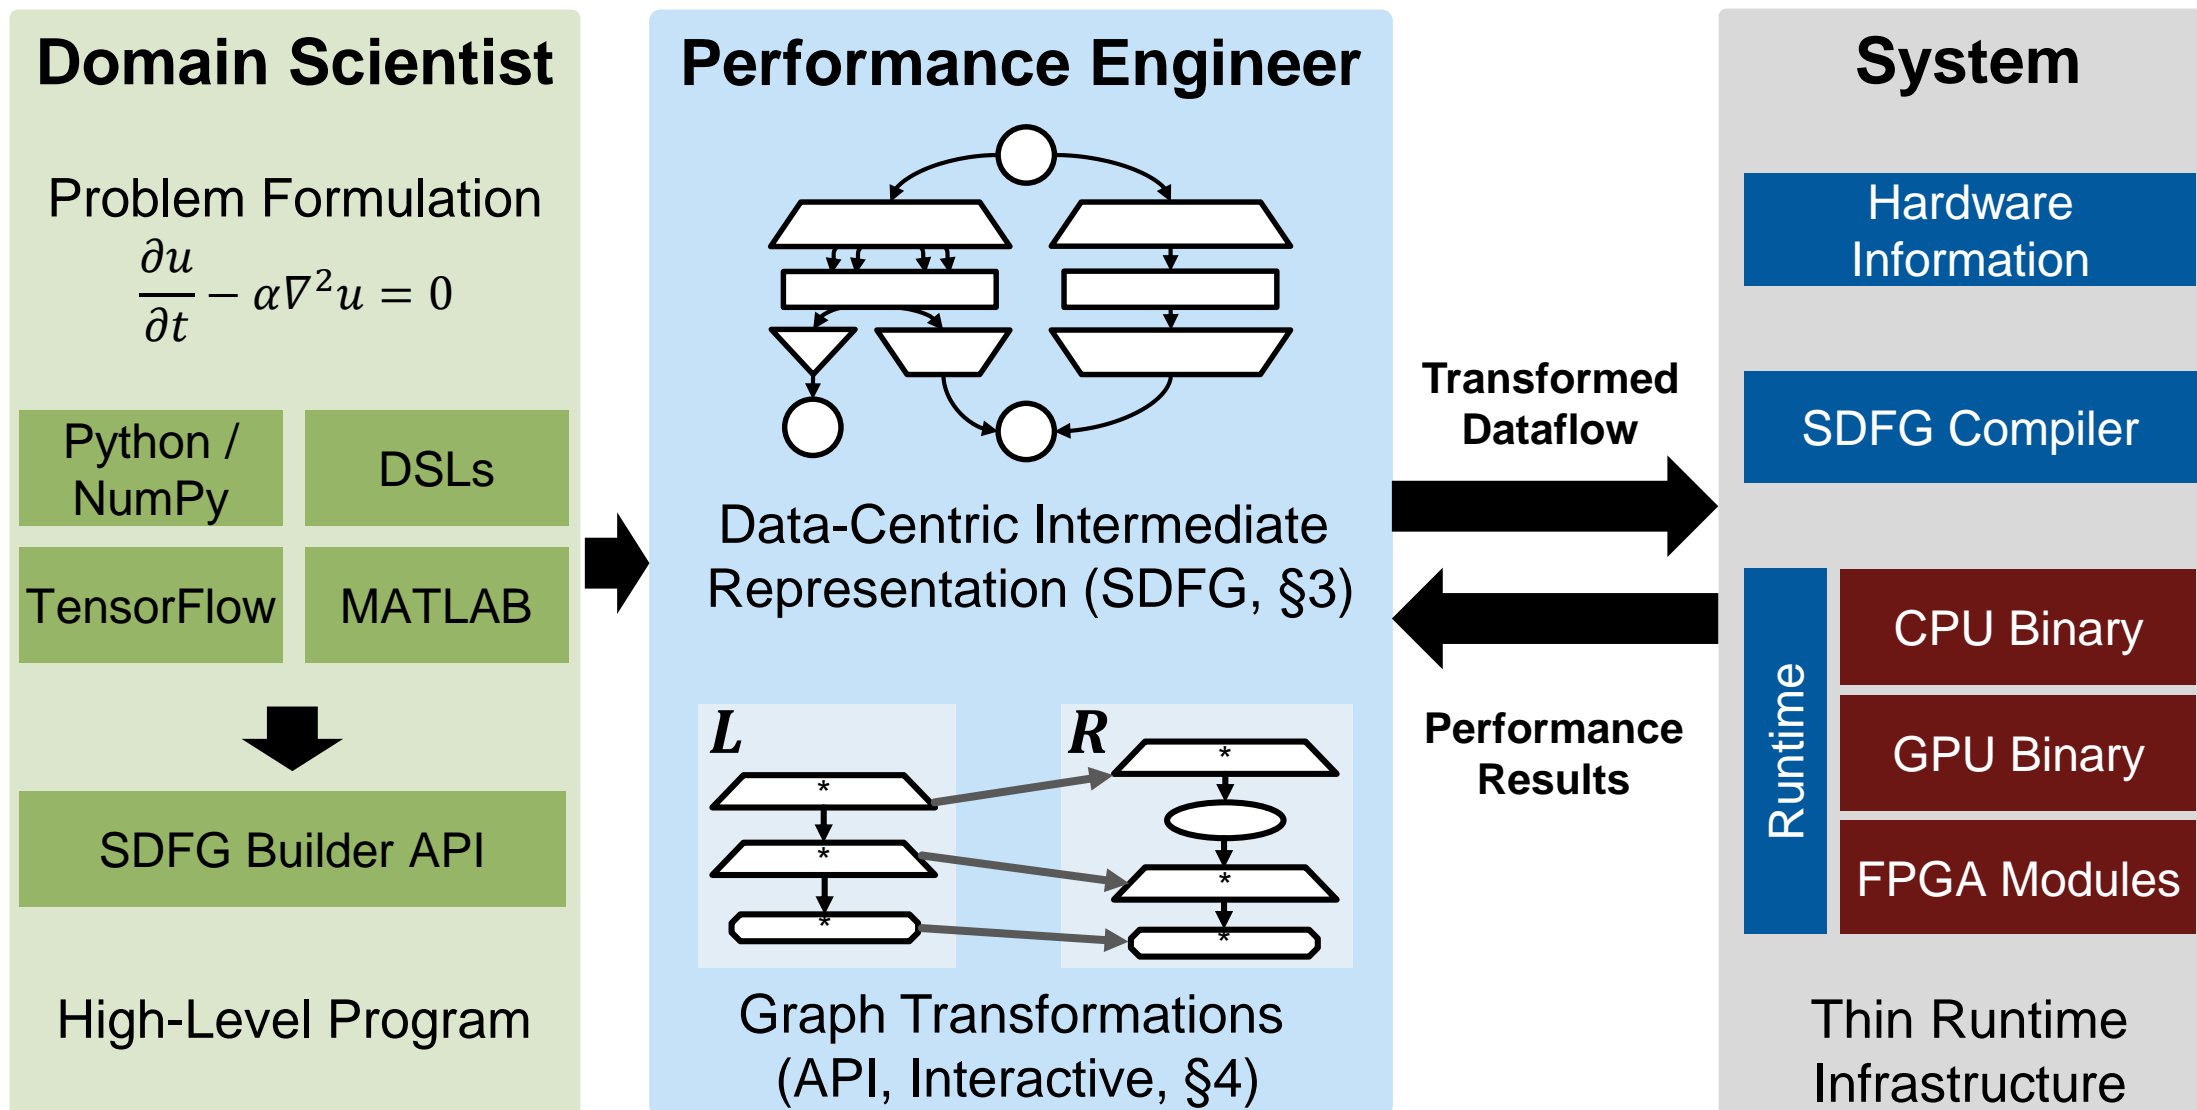 Domain Scientist
Problem Formulation
∂u/∂t − α∇²u = 0
Python /
NumPy
DSLs
TensorFlow
MATLAB
SDFG Builder API
High-Level Program
Performance Engineer
Data-Centric Intermediate
Representation (SDFG, §3)
L
*
*
*
R
*
*
*
Graph Transformations
(API, Interactive, §4)
Transformed
Dataflow
Performance
Results
System
Hardware
Information
SDFG Compiler
Runtime
CPU Binary
GPU Binary
FPGA Modules
Thin Runtime
Infrastructure